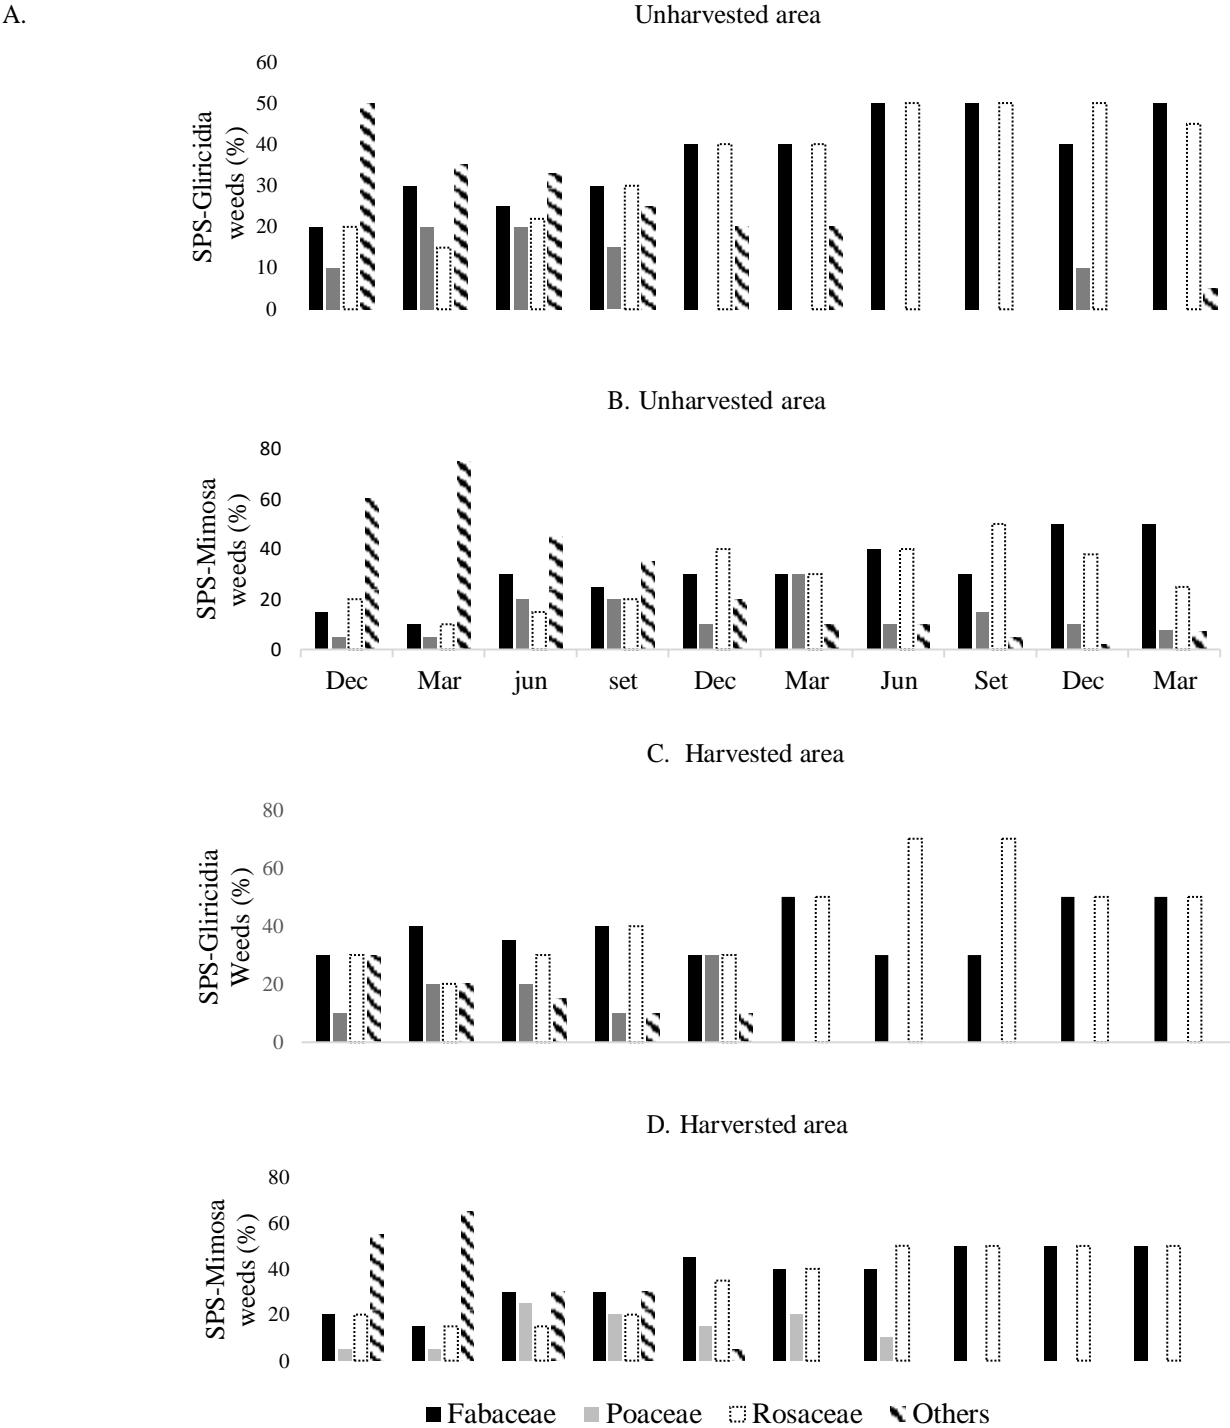 A.
Unharvested area
60
50
40
30
20
10
0
SPS-Gliricidia
weeds (%)
B. Unharvested area
80
60
40
20
0
SPS-Mimosa
weeds (%)
Dec Mar jun set Dec Mar Jun Set Dec Mar
C. Harvested area
80
60
40
20
0
SPS-Gliricidia
Weeds (%)
D. Harversted area
80
60
40
20
0
SPS-Mimosa
weeds (%)
Fabaceae Poaceae Rosaceae Others